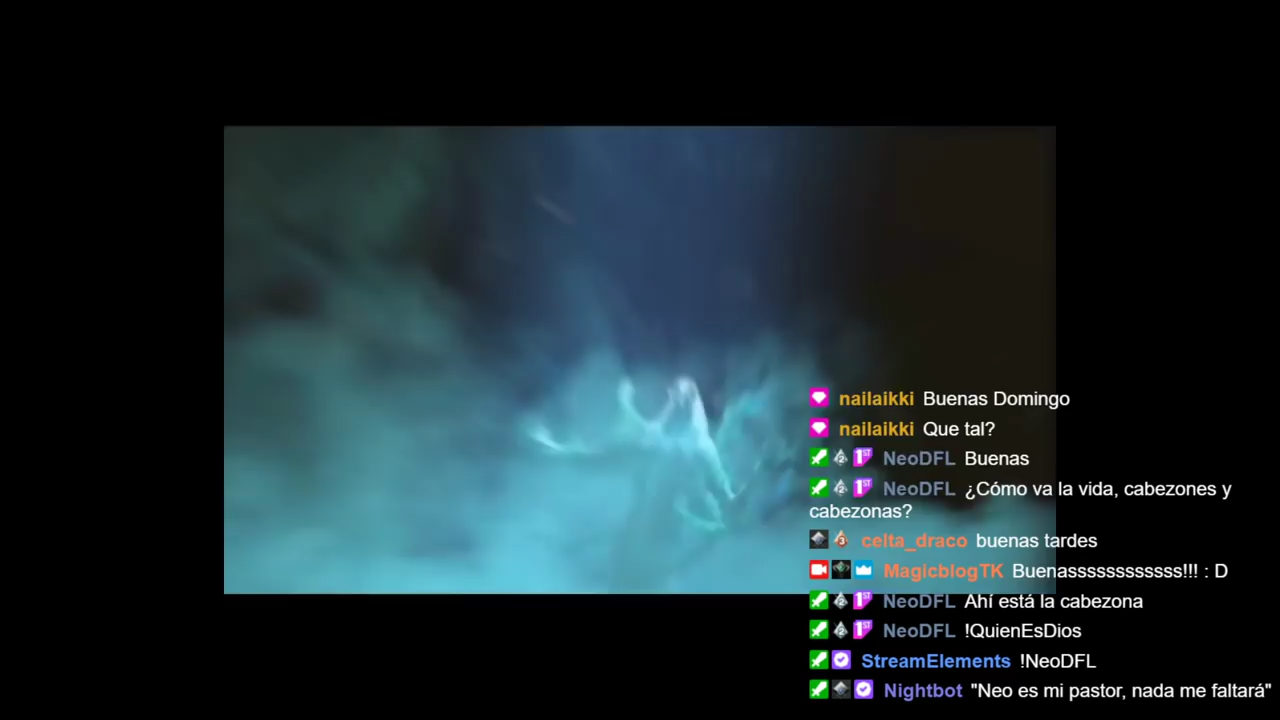 nailaikki Buenas Domingo
nailaikki Que tal?
NeoDFL Buenas
NeoDFL ¿Cómo va la vida, cabezones y
cabezonas?
celta_draco buenas tardes
MagicblogTK Buenasssssssssssss!!! : D
NeoDFL Ahí está la cabezona
NeoDFL !QuienEsDios
StreamElements !NeoDFL
Nightbot "Neo es mi pastor, nada me faltará"